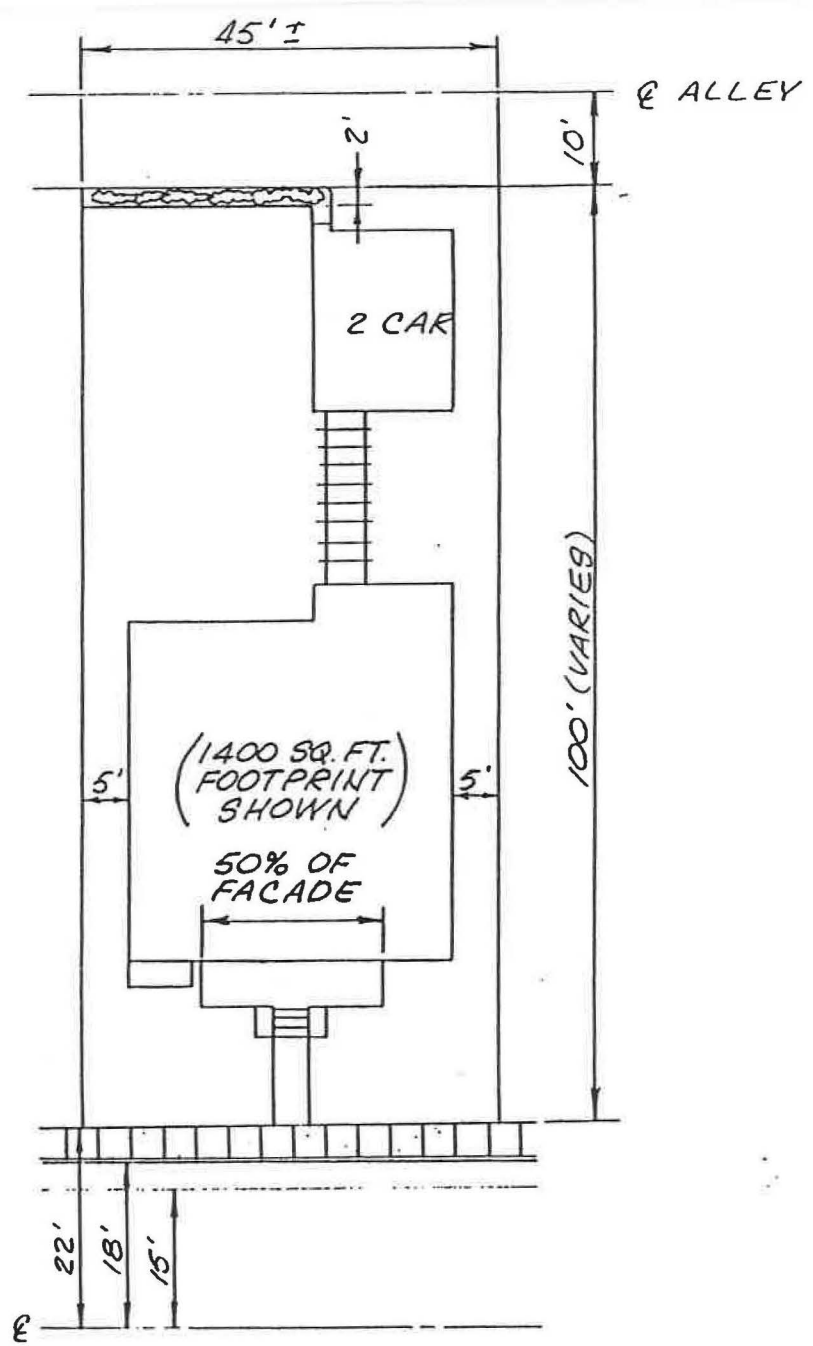 45' ±
℄ ALLEY
10'
2'
2 CAR
100' (VARIES)
(1400 SQ. FT.
FOOTPRINT
SHOWN)
5'
5'
50% OF
FACADE
22'
18'
15'
℄